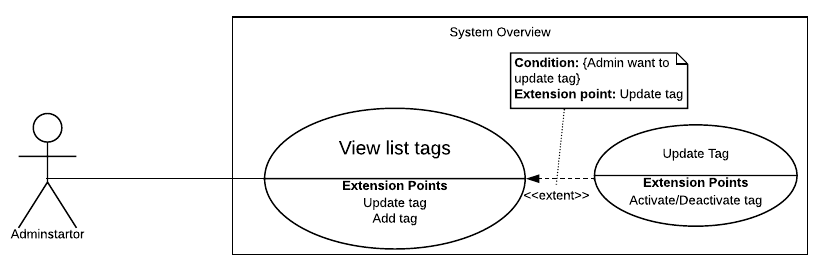 System Overview
Condition: {Admin want to
update tag}
Extension point: Update tag
View list tags
Extension Points
Update tag
Add tag
<<extent>>
Update Tag
Extension Points
Activate/Deactivate tag
Adminstartor